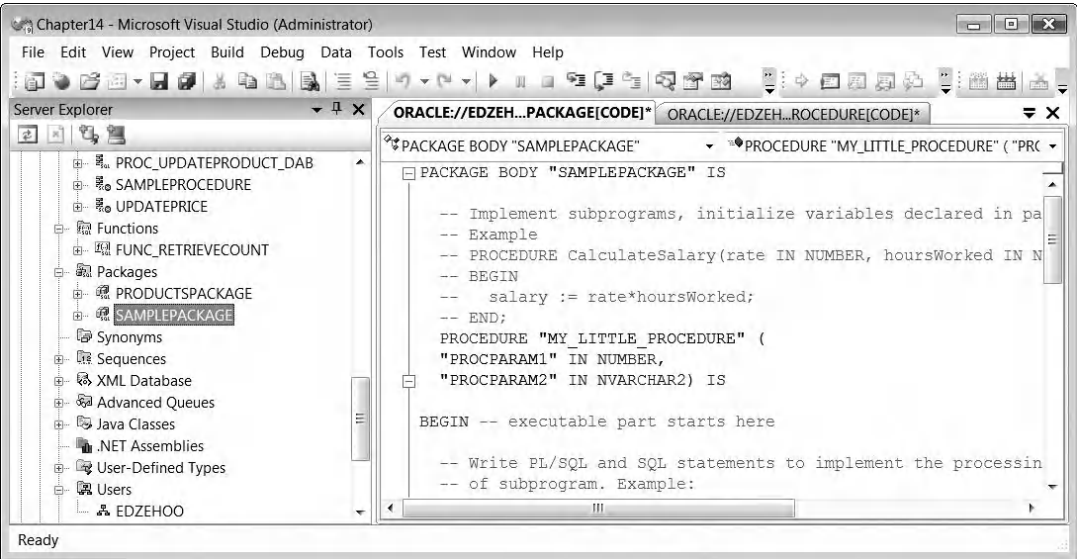 Chapter14 - Microsoft Visual Studio (Administrator)
File Edit View Project Build Debug Data Tools Test Window Help
Server Explorer
PROC_UPDATEPRODUCT_DAB
SAMPLEPROCEDURE
UPDATEPRICE
Functions
FUNC_RETRIEVECOUNT
Packages
PRODUCTSPACKAGE
SAMPLEPACKAGE
Synonyms
Sequences
XML Database
Advanced Queues
Java Classes
.NET Assemblies
User-Defined Types
Users
EDZEHOO
ORACLE://EDZEH...PACKAGE[CODE]* ORACLE://EDZEH...ROCEDURE[CODE]*
PACKAGE BODY "SAMPLEPACKAGE" PROCEDURE "MY_LITTLE_PROCEDURE" ( "PRC
PACKAGE BODY "SAMPLEPACKAGE" IS
-- Implement subprograms, initialize variables declared in pa
-- Example
-- PROCEDURE CalculateSalary(rate IN NUMBER, hoursWorked IN N
-- BEGIN
--   salary := rate*hoursWorked;
-- END;
PROCEDURE "MY_LITTLE_PROCEDURE" (
"PROCPARAM1" IN NUMBER,
"PROCPARAM2" IN NVARCHAR2) IS
BEGIN -- executable part starts here
-- Write PL/SQL and SQL statements to implement the processin
-- of subprogram. Example:
Ready